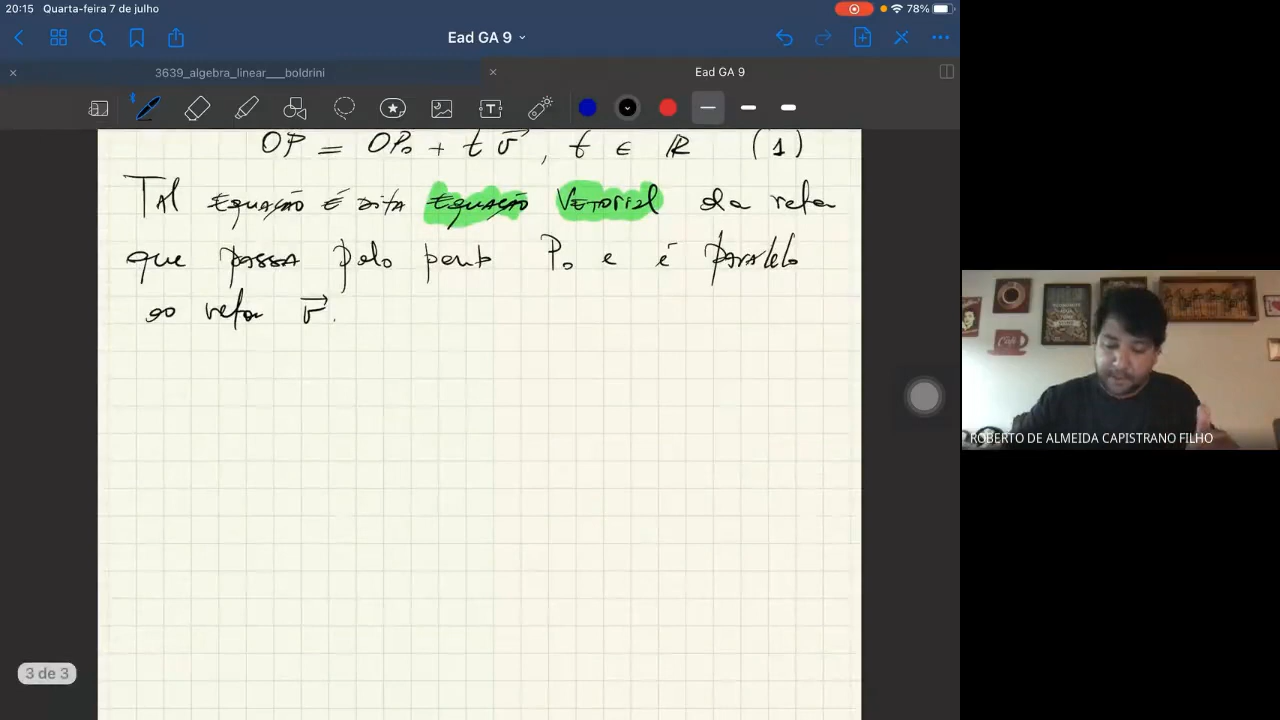 20:15 Quarta-feira 7 de julho 78%
Ead GA 9
3639_algebra_linear___boldrini Ead GA 9
OP = OP₀ + t v⃗, t ∈ ℝ (1)
Tal equação é dita equação vetorial da reta
que passa pelo ponto P₀ e é paralelo
ao vetor v⃗.
Café
ROBERTO DE ALMEIDA CAPISTRANO FILHO
3 de 3